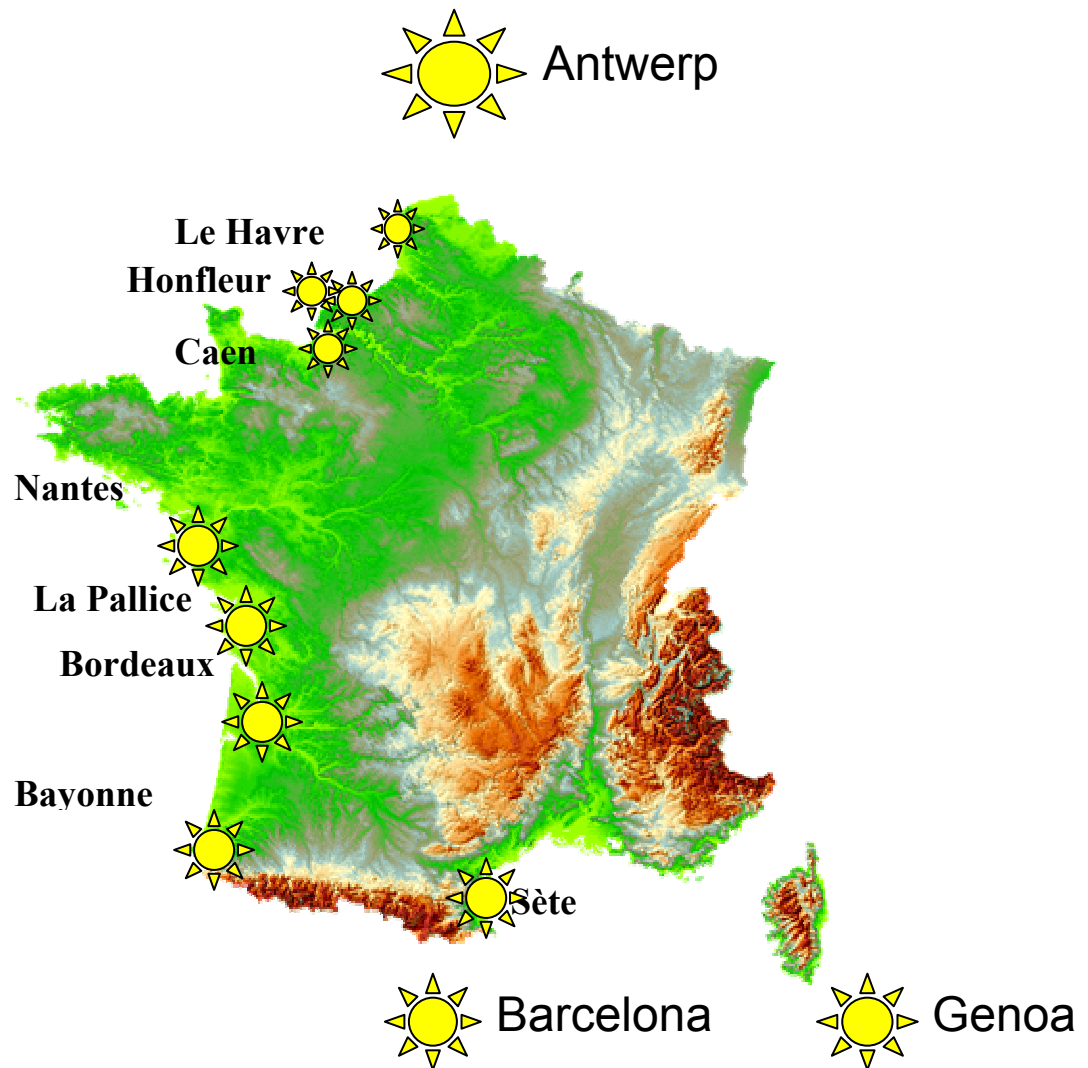 Antwerp
Le Havre
Honfleur
Caen
Nantes
La Pallice
Bordeaux
Bayonne
Sète
Barcelona
Genoa